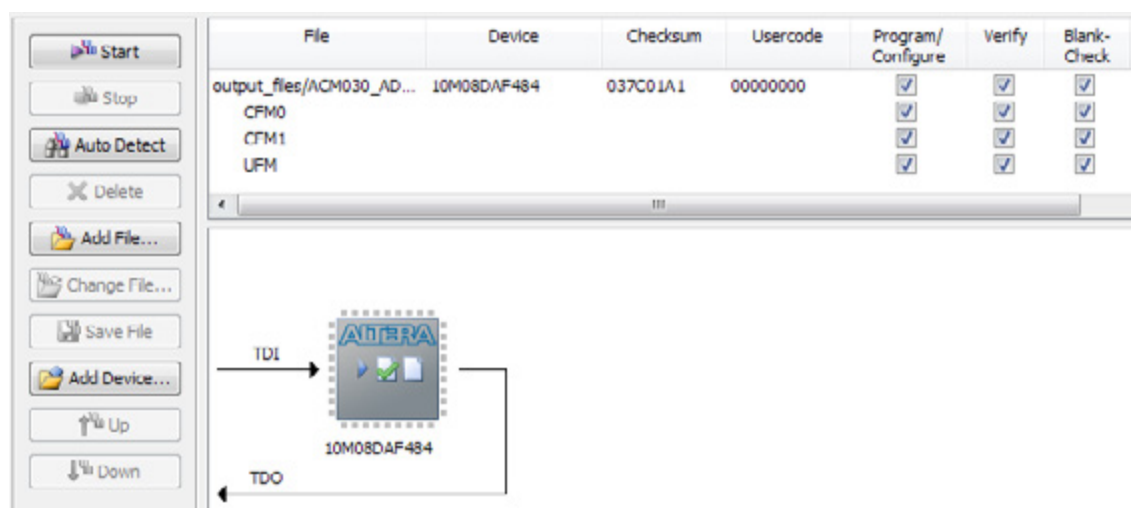 Start
Stop
Auto Detect
Delete
Add File...
Change File...
Save File
Add Device...
Up
Down
File Device Checksum Usercode Program/ Verify Blank-
Configure Check
output_files/ACM030_AD... 10M08DAF484 037C01A1 00000000
CFM0
CFM1
UFM
TDI
ALTERA
10M08DAF484
TDO